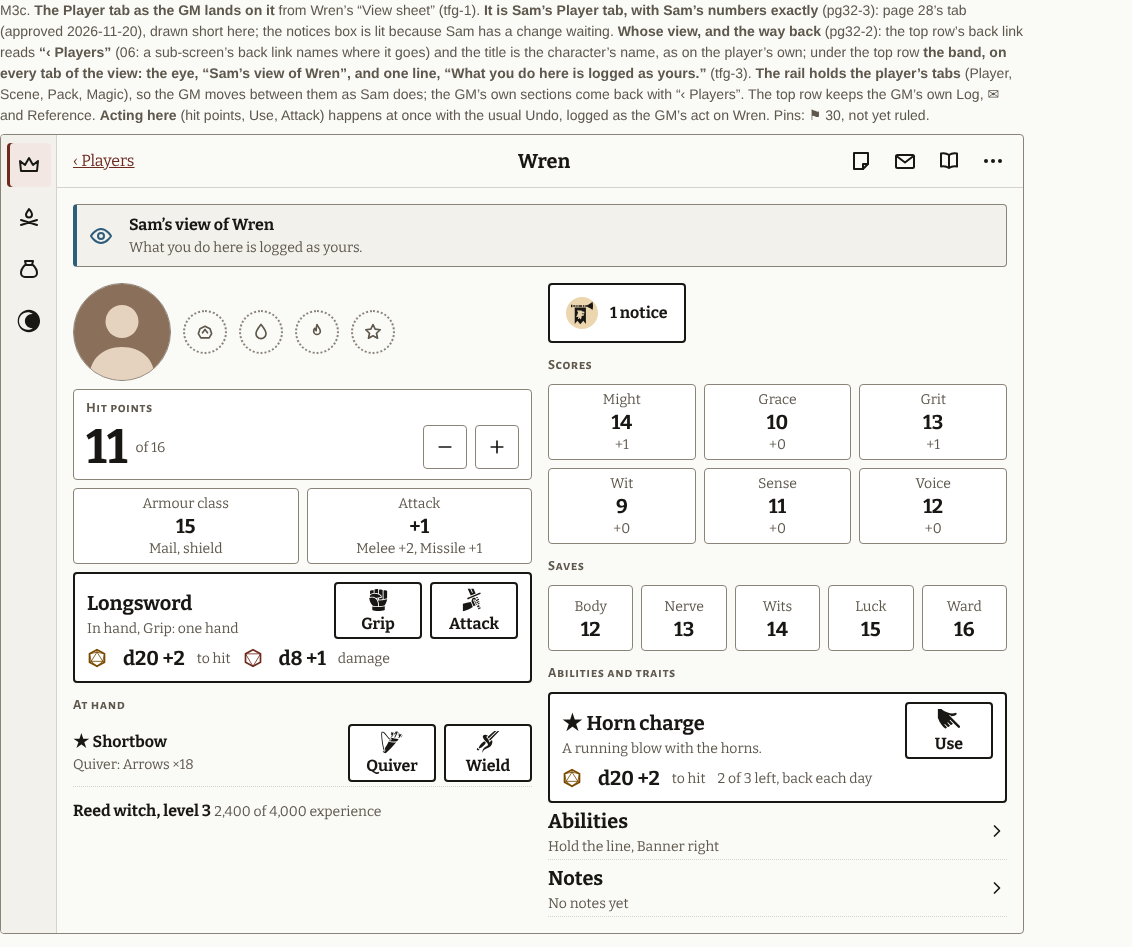 M3c. The Player tab as the GM lands on it from Wren’s “View sheet” (tfg-1). It is Sam’s Player tab, with Sam’s numbers exactly (pg32-3): page 28’s tab
(approved 2026-11-20), drawn short here; the notices box is lit because Sam has a change waiting. Whose view, and the way back (pg32-2): the top row’s back link
reads “‹ Players” (06: a sub-screen’s back link names where it goes) and the title is the character’s name, as on the player’s own; under the top row the band, on
every tab of the view: the eye, “Sam’s view of Wren”, and one line, “What you do here is logged as yours.” (tfg-3). The rail holds the player’s tabs (Player,
Scene, Pack, Magic), so the GM moves between them as Sam does; the GM’s own sections come back with “‹ Players”. The top row keeps the GM’s own Log, ✉
and Reference. Acting here (hit points, Use, Attack) happens at once with the usual Undo, logged as the GM’s act on Wren. Pins: ⚑ 30, not yet ruled.
‹ Players
Wren
Sam’s view of Wren
What you do here is logged as yours.
Hit points
11 of 16
− +
Armour class
15
Mail, shield
Attack
+1
Melee +2, Missile +1
Longsword
In hand, Grip: one hand
Grip
Attack
d20 +2 to hit d8 +1 damage
At hand
★ Shortbow
Quiver: Arrows ×18
Quiver
Wield
Reed witch, level 3 2,400 of 4,000 experience
1 notice
Scores
Might
14
+1
Grace
10
+0
Grit
13
+1
Wit
9
+0
Sense
11
+0
Voice
12
+0
Saves
Body
12
Nerve
13
Wits
14
Luck
15
Ward
16
Abilities and traits
★ Horn charge
A running blow with the horns.
Use
d20 +2 to hit 2 of 3 left, back each day
Abilities
Hold the line, Banner right
Notes
No notes yet